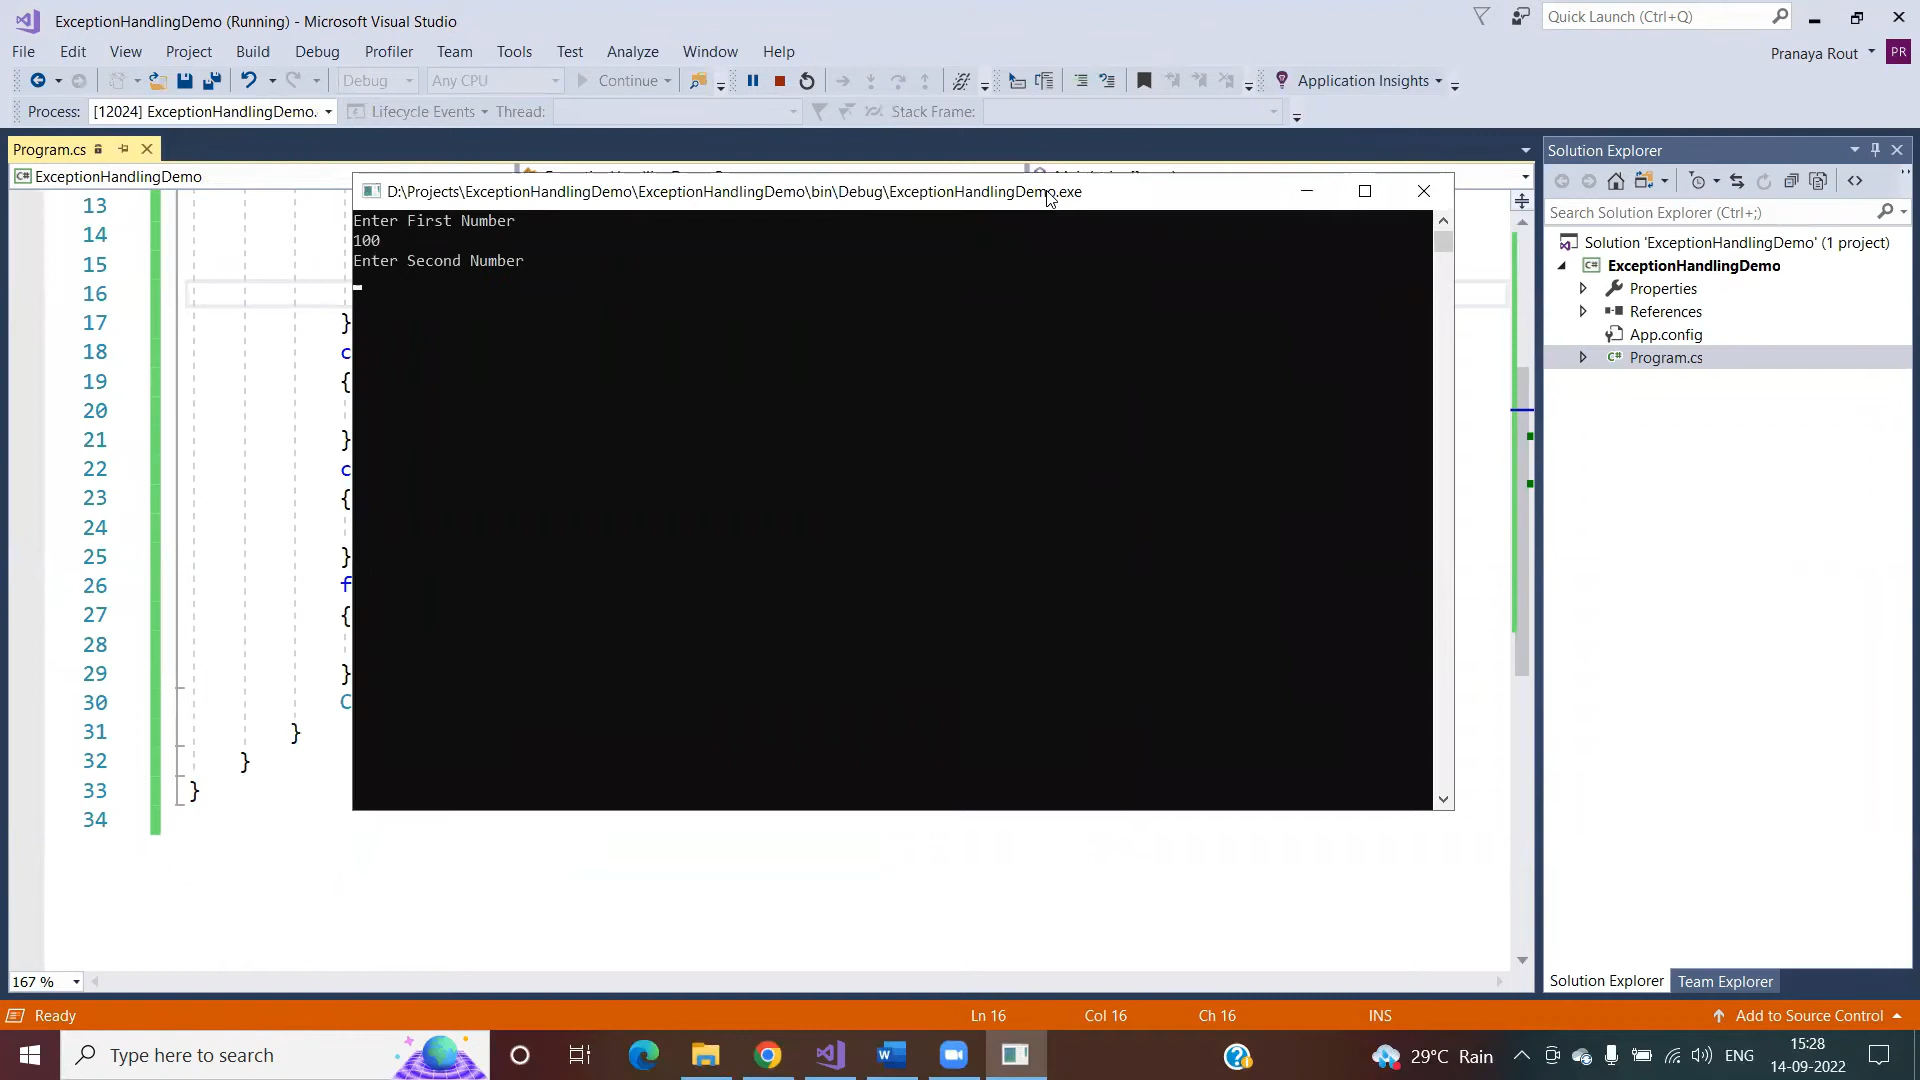 ExceptionHandlingDemo (Running) - Microsoft Visual Studio
Quick Launch (Ctrl+Q)
File Edit View Project Build Debug Profiler Team Tools Test Analyze Window Help
Pranaya Rout PR
Debug Any CPU Continue Application Insights
Process: [12024] ExceptionHandlingDemo. Lifecycle Events Thread: Stack Frame:
Program.cs
ExceptionHandlingDemo
D:\Projects\ExceptionHandlingDemo\ExceptionHandlingDemo\bin\Debug\ExceptionHandlingDemo.exe
Enter First Number
100
Enter Second Number
13
14
15
16
17 }
18 c
19 {
20
21 }
22 c
23 {
24
25 }
26 f
27 {
28
29 }
30 C
31 }
32 }
33 }
34
167 %
Solution Explorer
Search Solution Explorer (Ctrl+;)
Solution 'ExceptionHandlingDemo' (1 project)
C# ExceptionHandlingDemo
Properties
References
App.config
C# Program.cs
Solution Explorer Team Explorer
Ready Ln 16 Col 16 Ch 16 INS Add to Source Control
Type here to search
29°C Rain ENG
15:28
14-09-2022